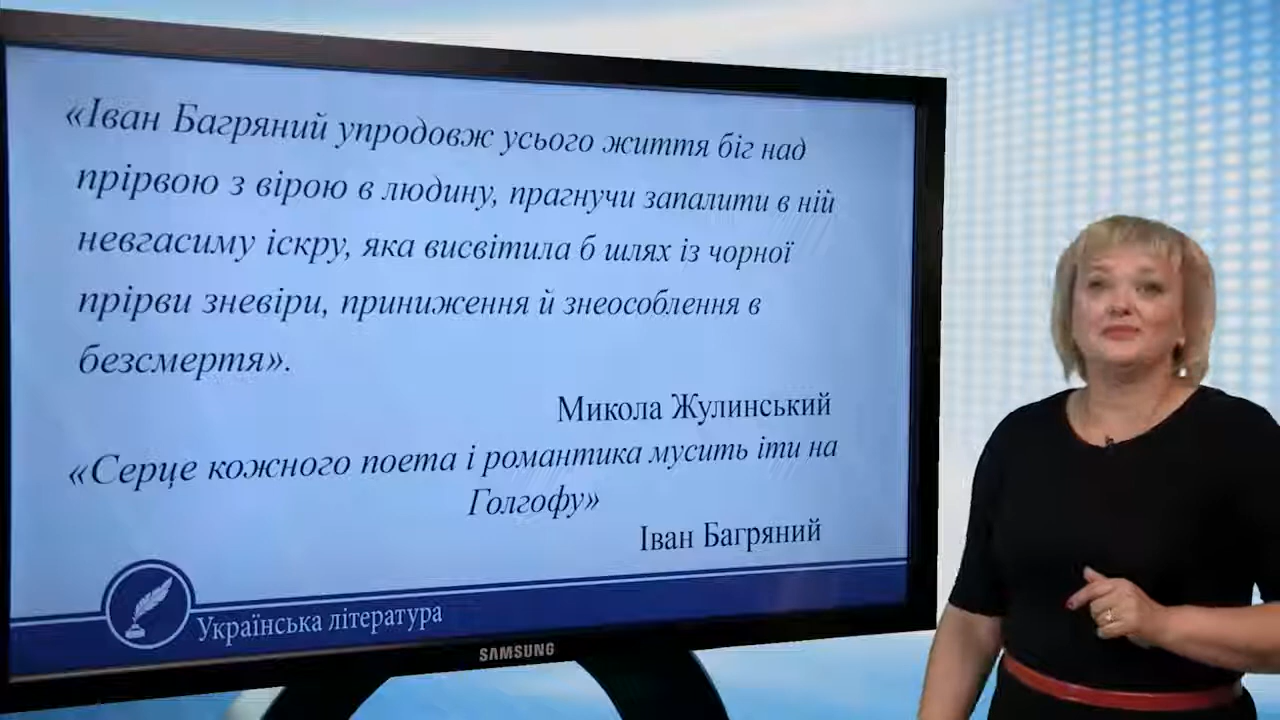 «Іван Багряний упродовж усього життя біг над
прірвою з вірою в людину, прагнучи запалити в ній
невгасиму іскру, яка висвітила б шлях із чорної
прірви зневіри, приниження й знеособлення в
безсмертя».
Микола Жулинський
«Серце кожного поета і романтика мусить іти на
Голгофу»
Іван Багряний
Українська література
SAMSUNG